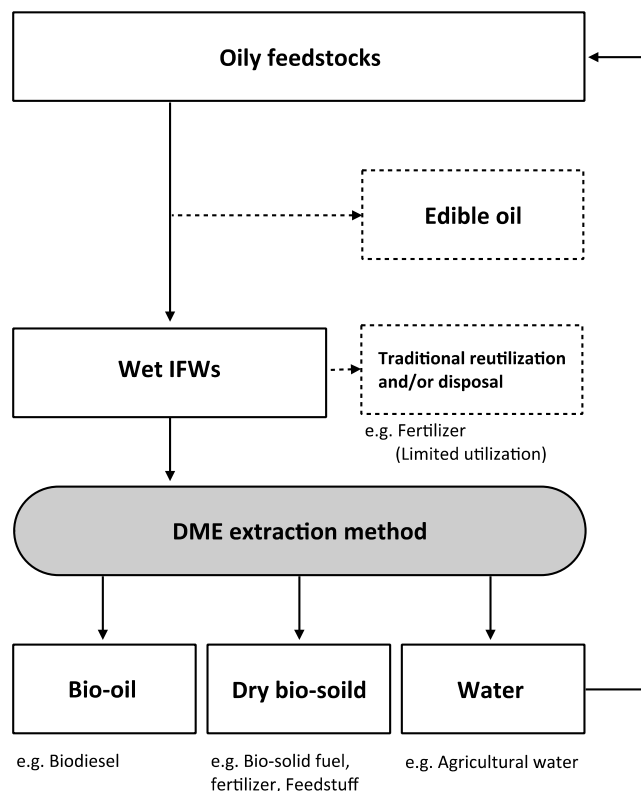 Oily feedstocks
Edible oil
Wet IFWs
Traditional reutilization
and/or disposal
e.g. Fertilizer
(Limited utilization)
DME extraction method
Bio-oil
Dry bio-soild
Water
e.g. Biodiesel
e.g. Bio-solid fuel,
fertilizer, Feedstuff
e.g. Agricultural water